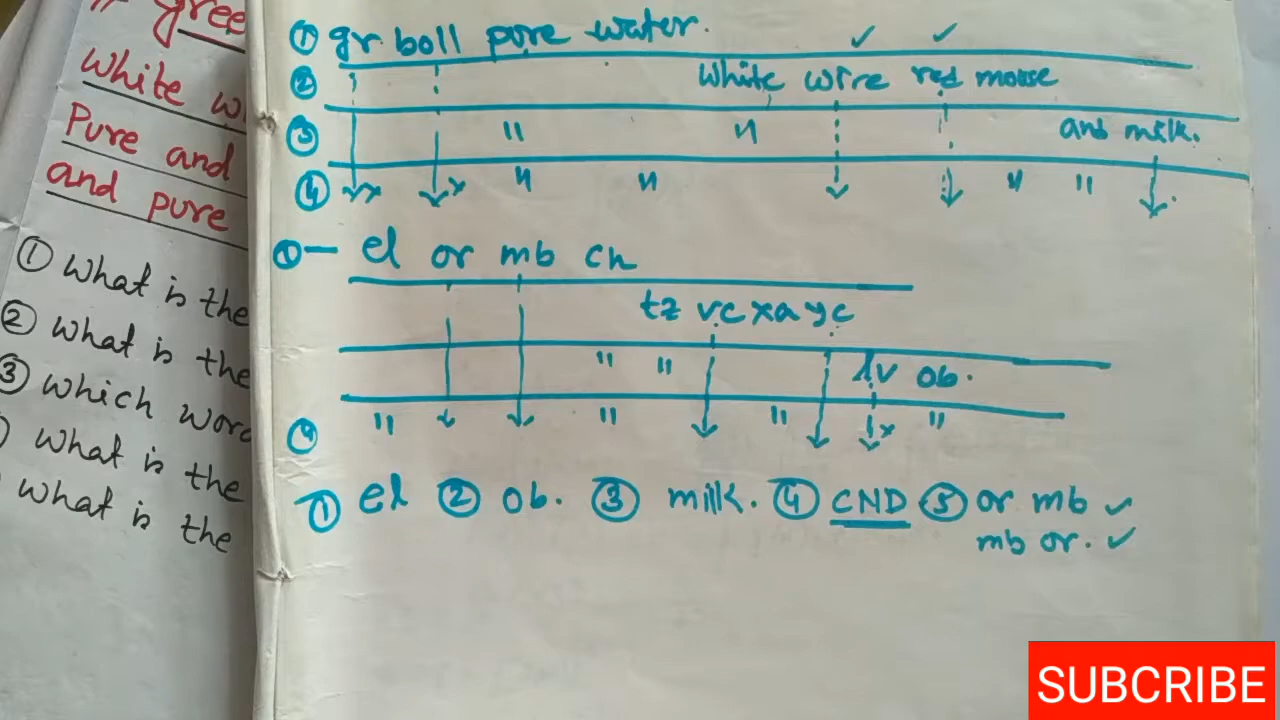 gree
White w
Pure and
and pure
① What is the
② What is the
③ Which word
What is the
What is the
① gr boll pure water. ✓ ✓
② White wire red mouse
③ " " and milk.
④ x x " " " "
①— el or mb ch
tz vc xa yc
" " λv ob.
④ " " " x "
① el ② ob. ③ milk. ④ CND ⑤ or mb ✓
mb or. ✓
SUBCRIBE